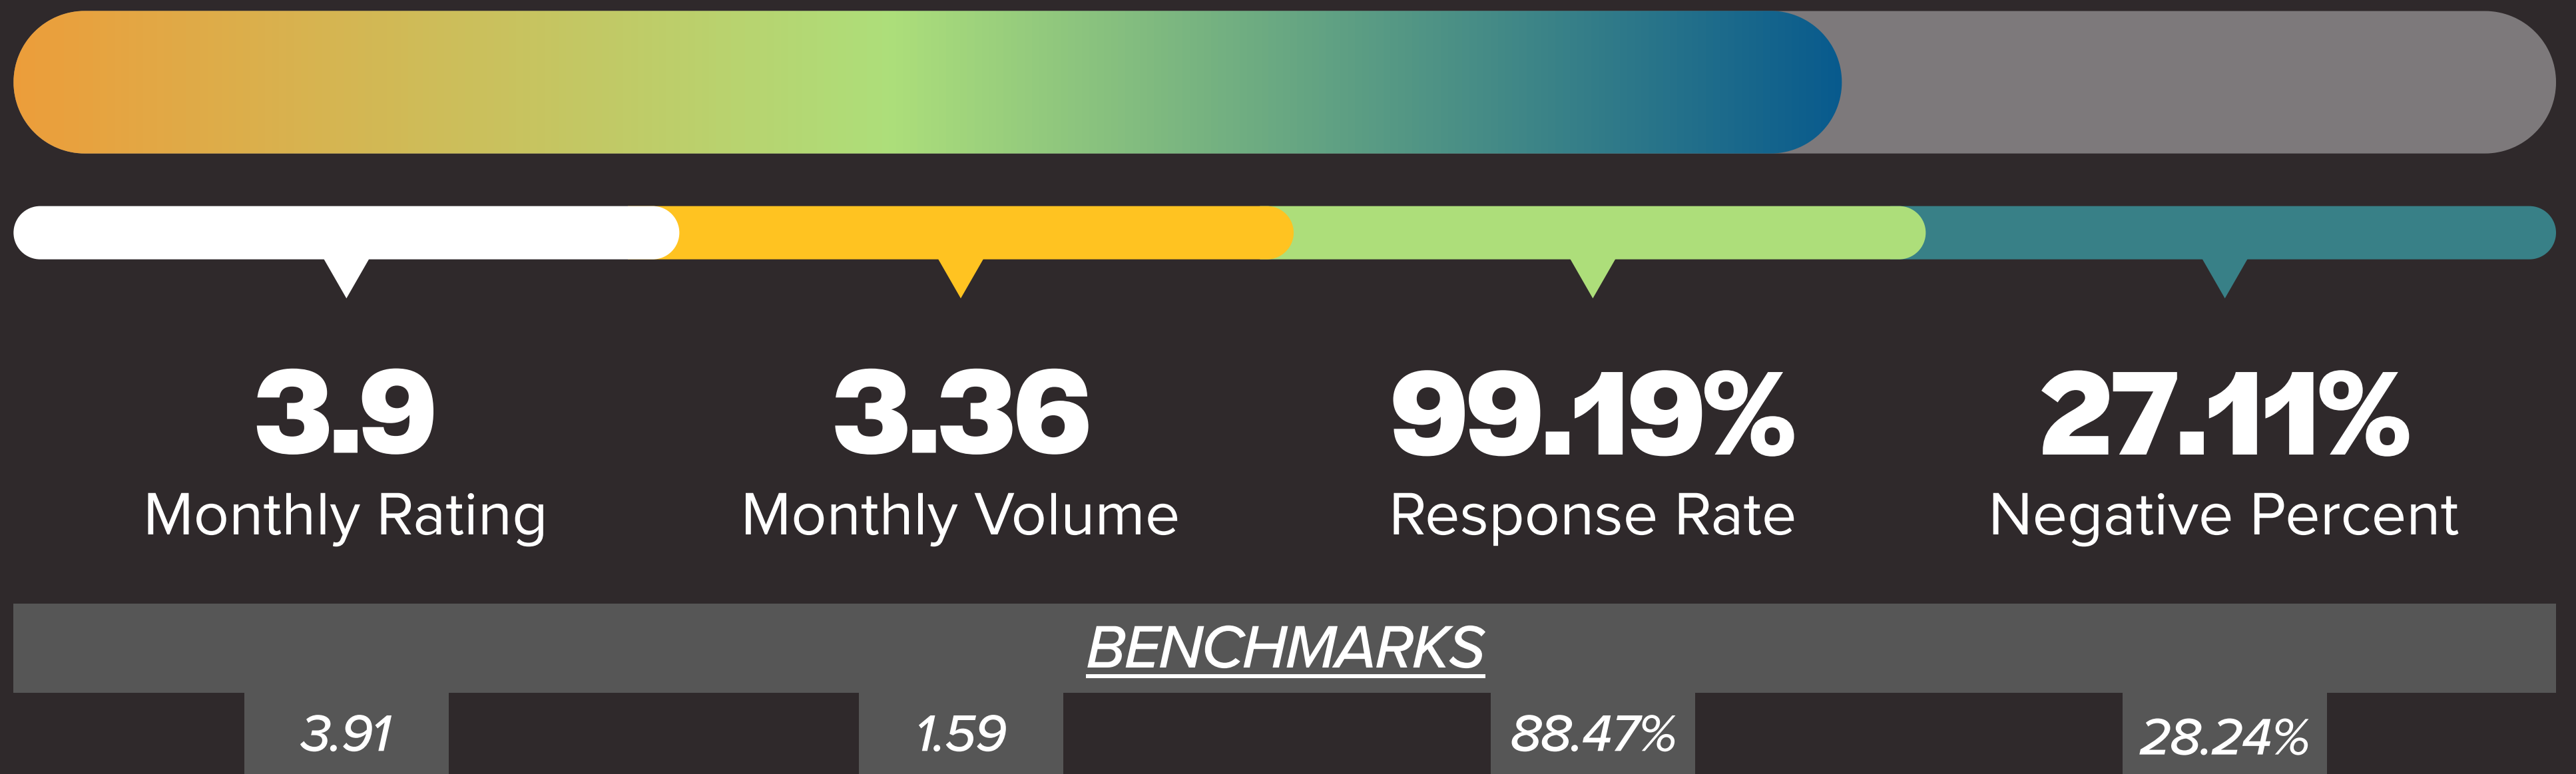 3.9 3.36 99.19% 27.11%
Monthly Rating Monthly Volume Response Rate Negative Percent
BENCHMARKS
3.91 1.59 88.47% 28.24%